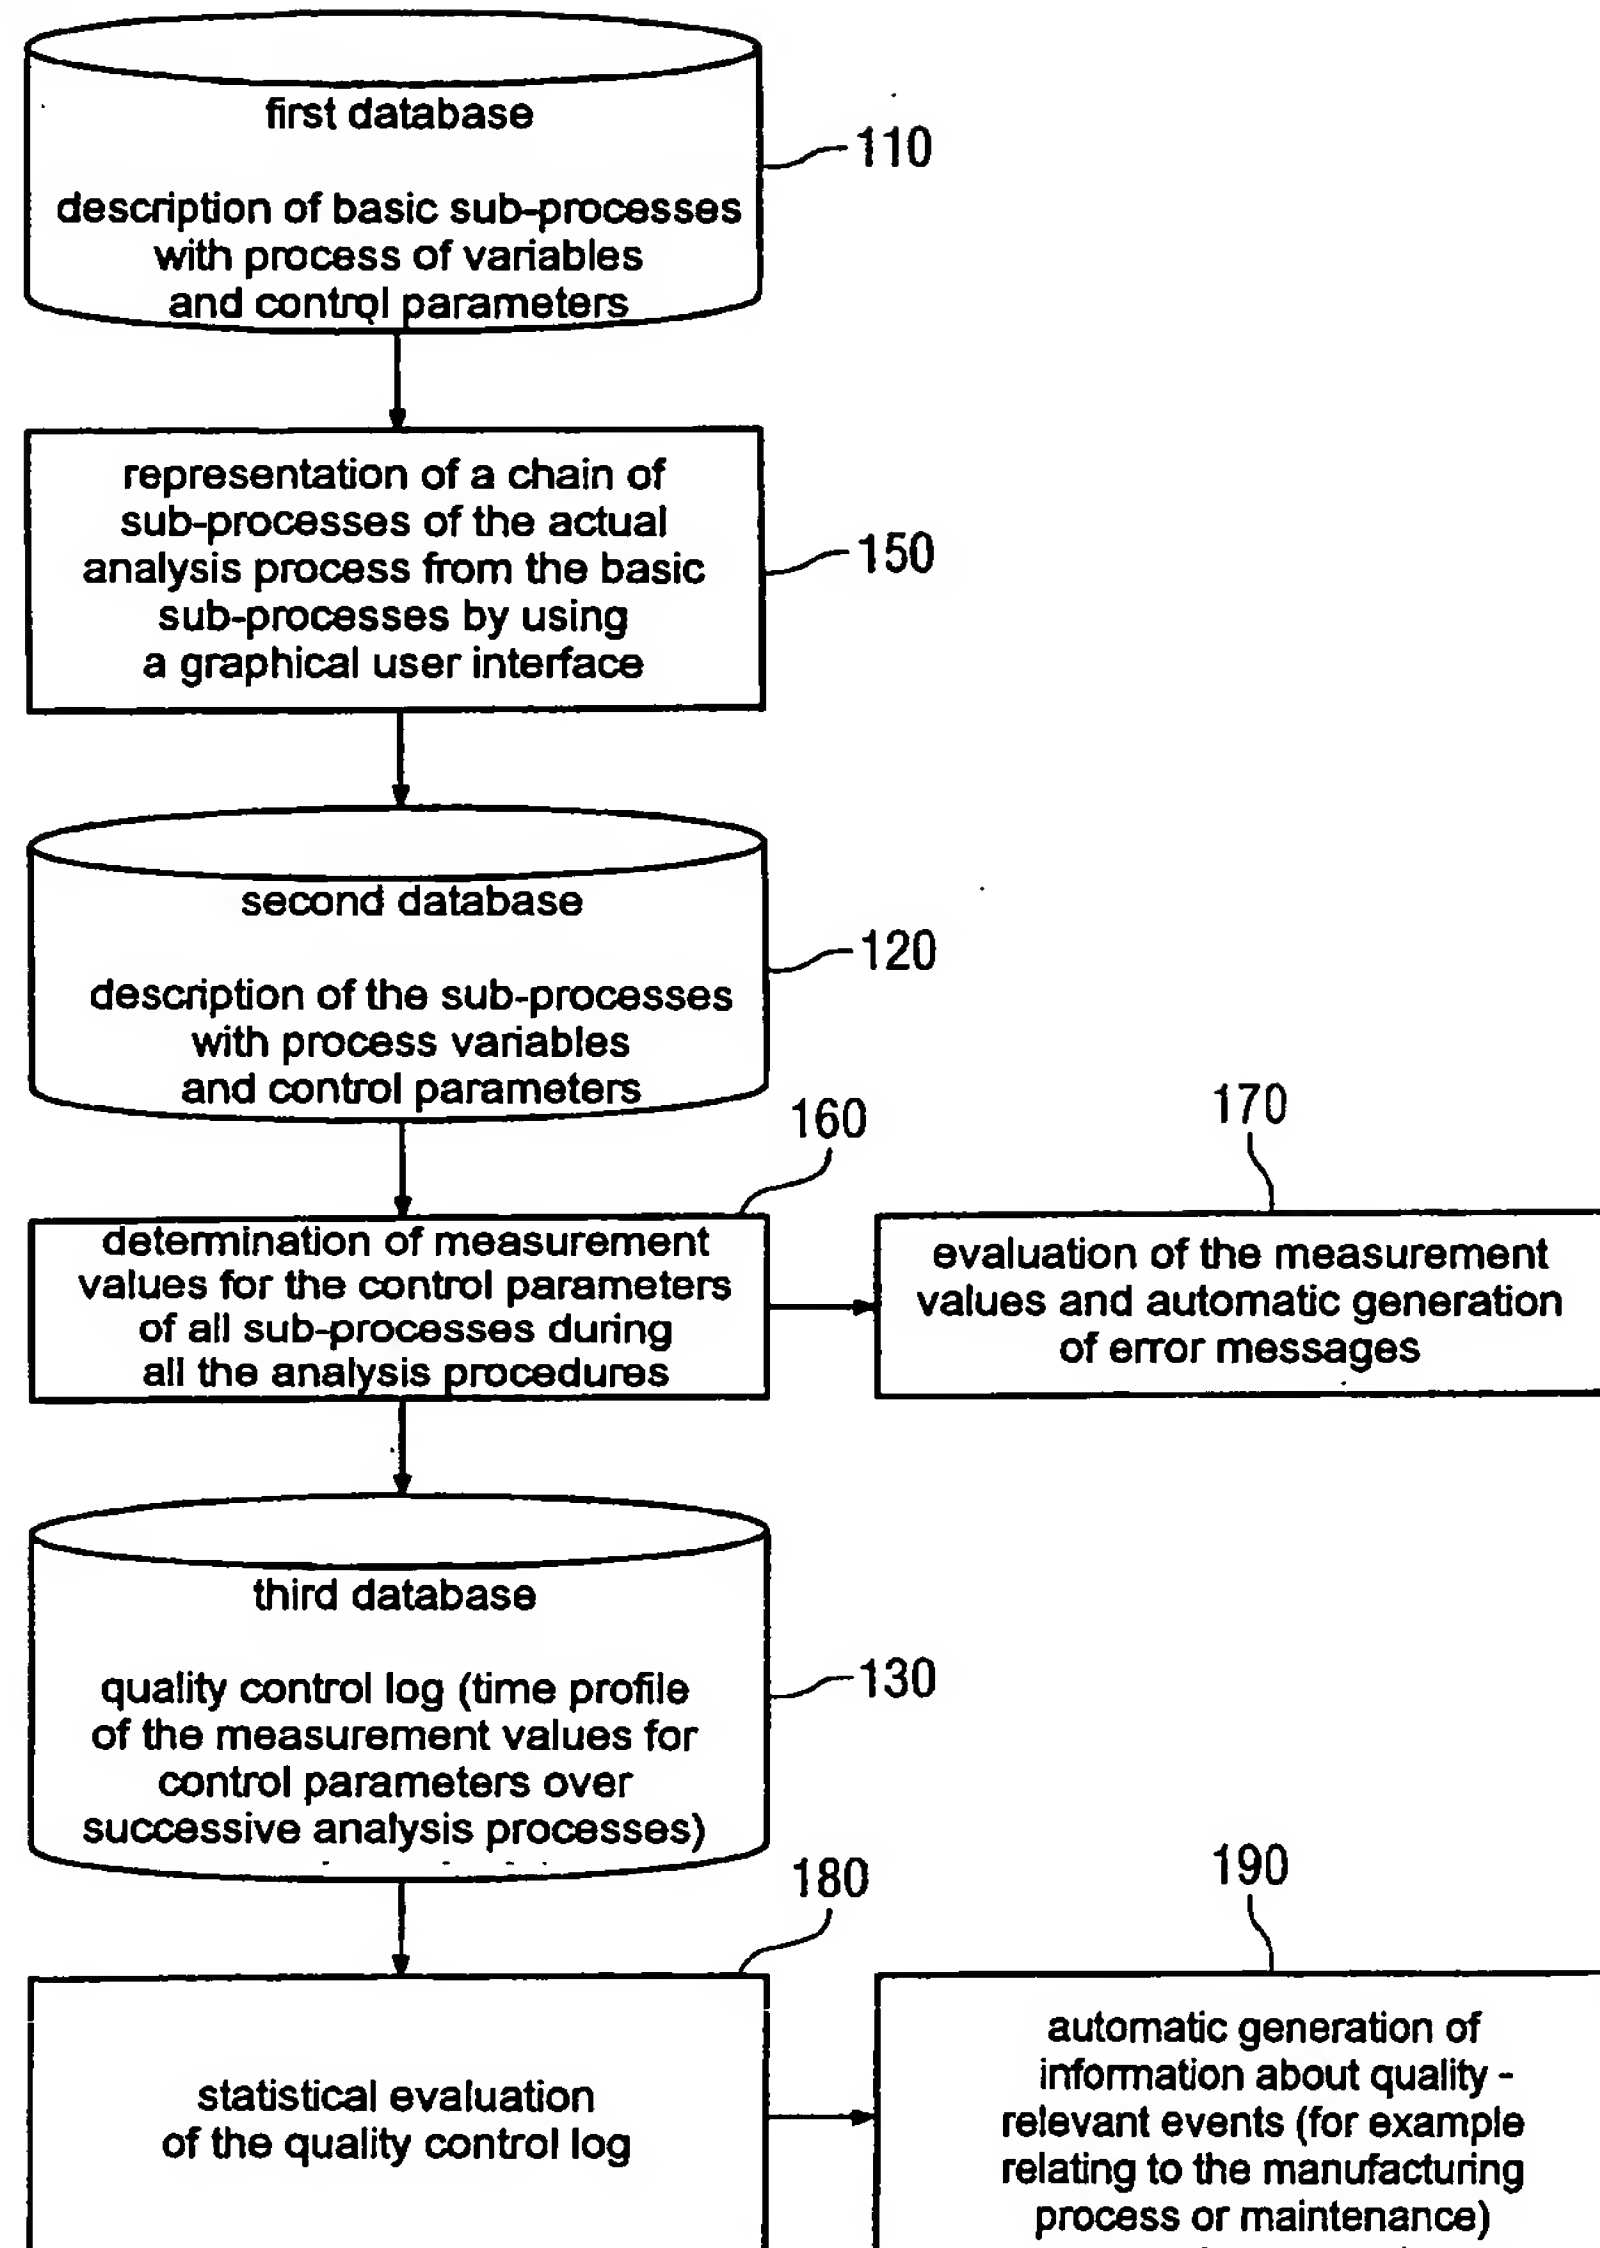 first database
110
description of basic sub-processes
with process of variables
and control parameters
representation of a chain of
sub-processes of the actual
analysis process from the basic
sub-processes by using
a graphical user interface
150
second database
120
description of the sub-processes
with process variables
and control parameters
160
170
determination of measurement
values for the control parameters
of all sub-processes during
all the analysis procedures
evaluation of the measurement
values and automatic generation
of error messages
third database
130
quality control log (time profile
of the measurement values for
control parameters over
successive analysis processes)
180
190
statistical evaluation
of the quality control log
automatic generation of
information about quality -
relevant events (for example
relating to the manufacturing
process or maintenance)